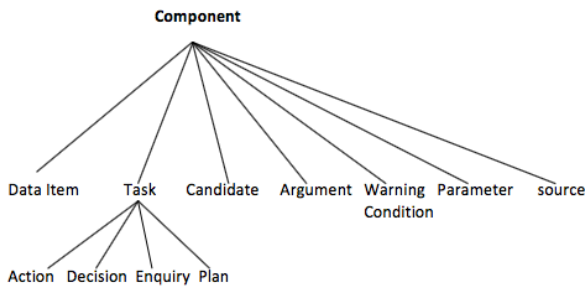 Component
Data Item Task Candidate Argument Warning Parameter source
Condition
Action Decision Enquiry Plan